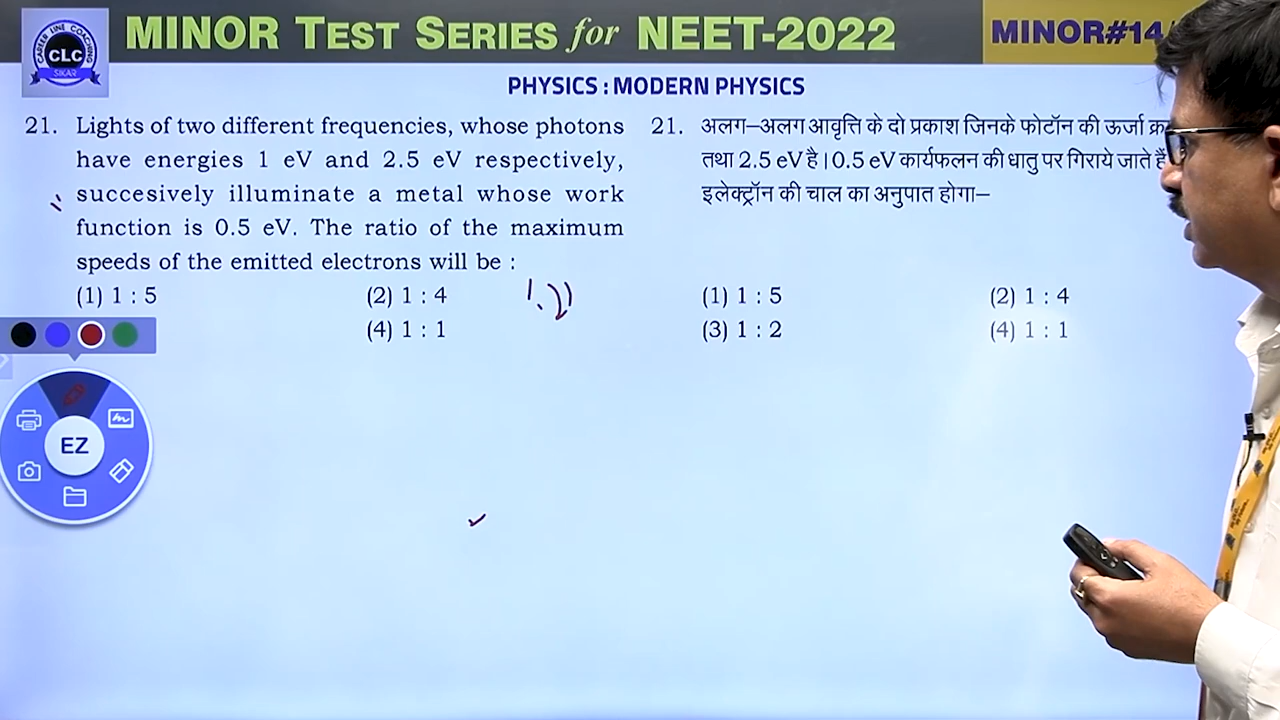 MINOR TEST SERIES for NEET-2022
MINOR#14
CAREER LINE COACHING
CLC
SIKAR
PHYSICS : MODERN PHYSICS
21. Lights of two different frequencies, whose photons
have energies 1 eV and 2.5 eV respectively,
succesively illuminate a metal whose work
function is 0.5 eV. The ratio of the maximum
speeds of the emitted electrons will be :
(1) 1 : 5 (2) 1 : 4
(4) 1 : 1
21. अलग–अलग आवृत्ति के दो प्रकाश जिनके फोटॉन की ऊर्जा
तथा 2.5 eV है। 0.5 eV कार्यफलन की धातु पर गिराये जाते हैं
इलेक्ट्रॉन की चाल का अनुपात होगा–
(1) 1 : 5 (2) 1 : 4
(3) 1 : 2 (4) 1 : 1
EZ